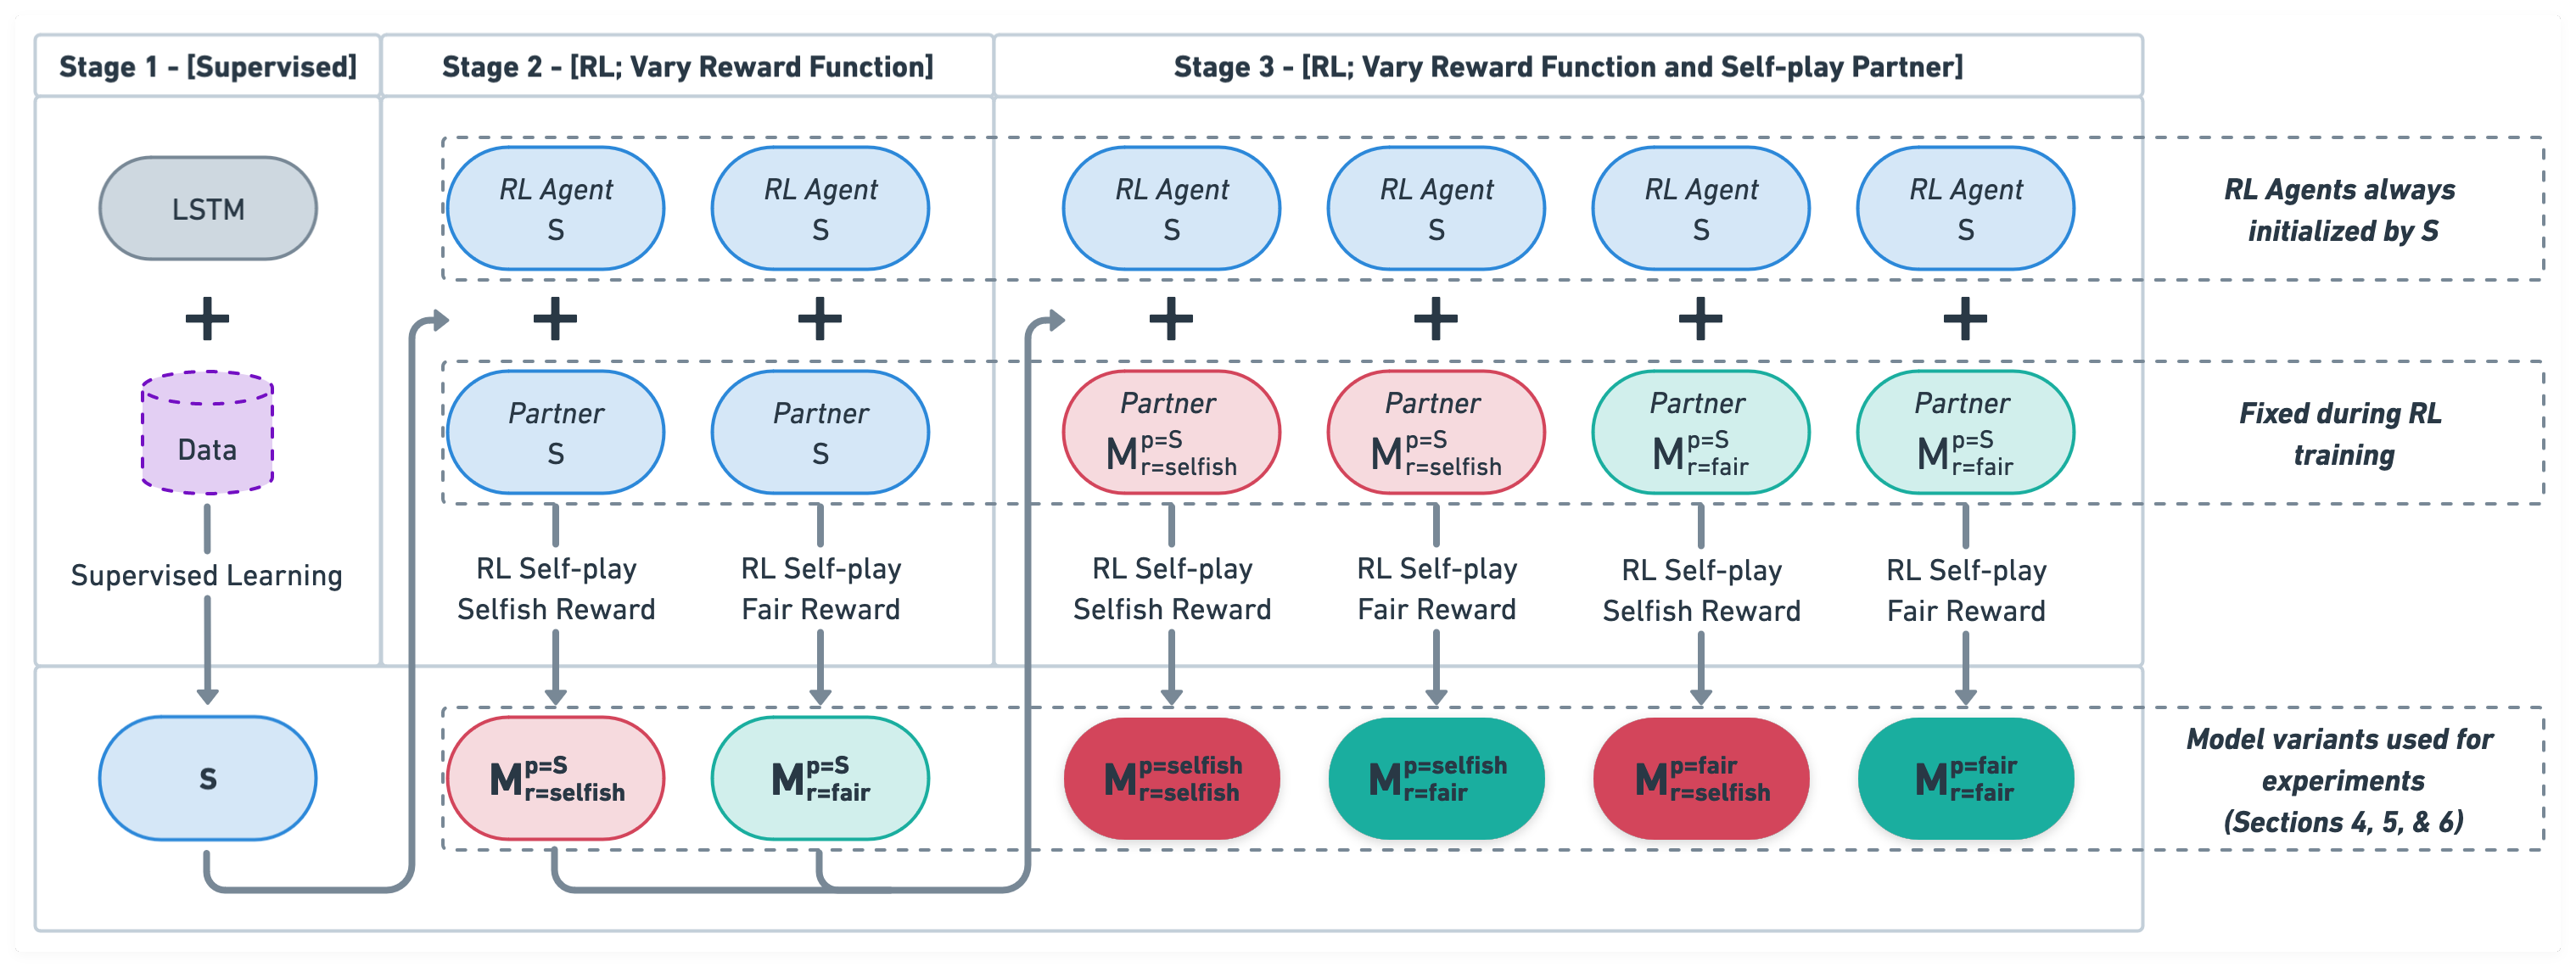 Stage 1 - [Supervised]
Stage 2 - [RL; Vary Reward Function]
Stage 3 - [RL; Vary Reward Function and Self-play Partner]
LSTM
Data
Supervised Learning
S
RL Agent
S
RL Agent
S
Partner
S
Partner
S
RL Self-play
Selfish Reward
RL Self-play
Fair Reward
M p=S r=selfish
M p=S r=fair
RL Agent
S
RL Agent
S
RL Agent
S
RL Agent
S
Partner
M p=S r=selfish
Partner
M p=S r=selfish
Partner
M p=S r=fair
Partner
M p=S r=fair
RL Self-play
Selfish Reward
RL Self-play
Fair Reward
RL Self-play
Selfish Reward
RL Self-play
Fair Reward
M p=selfish r=selfish
M p=selfish r=fair
M p=fair r=selfish
M p=fair r=fair
RL Agents always
initialized by S
Fixed during RL
training
Model variants used for
experiments
(Sections 4, 5, & 6)